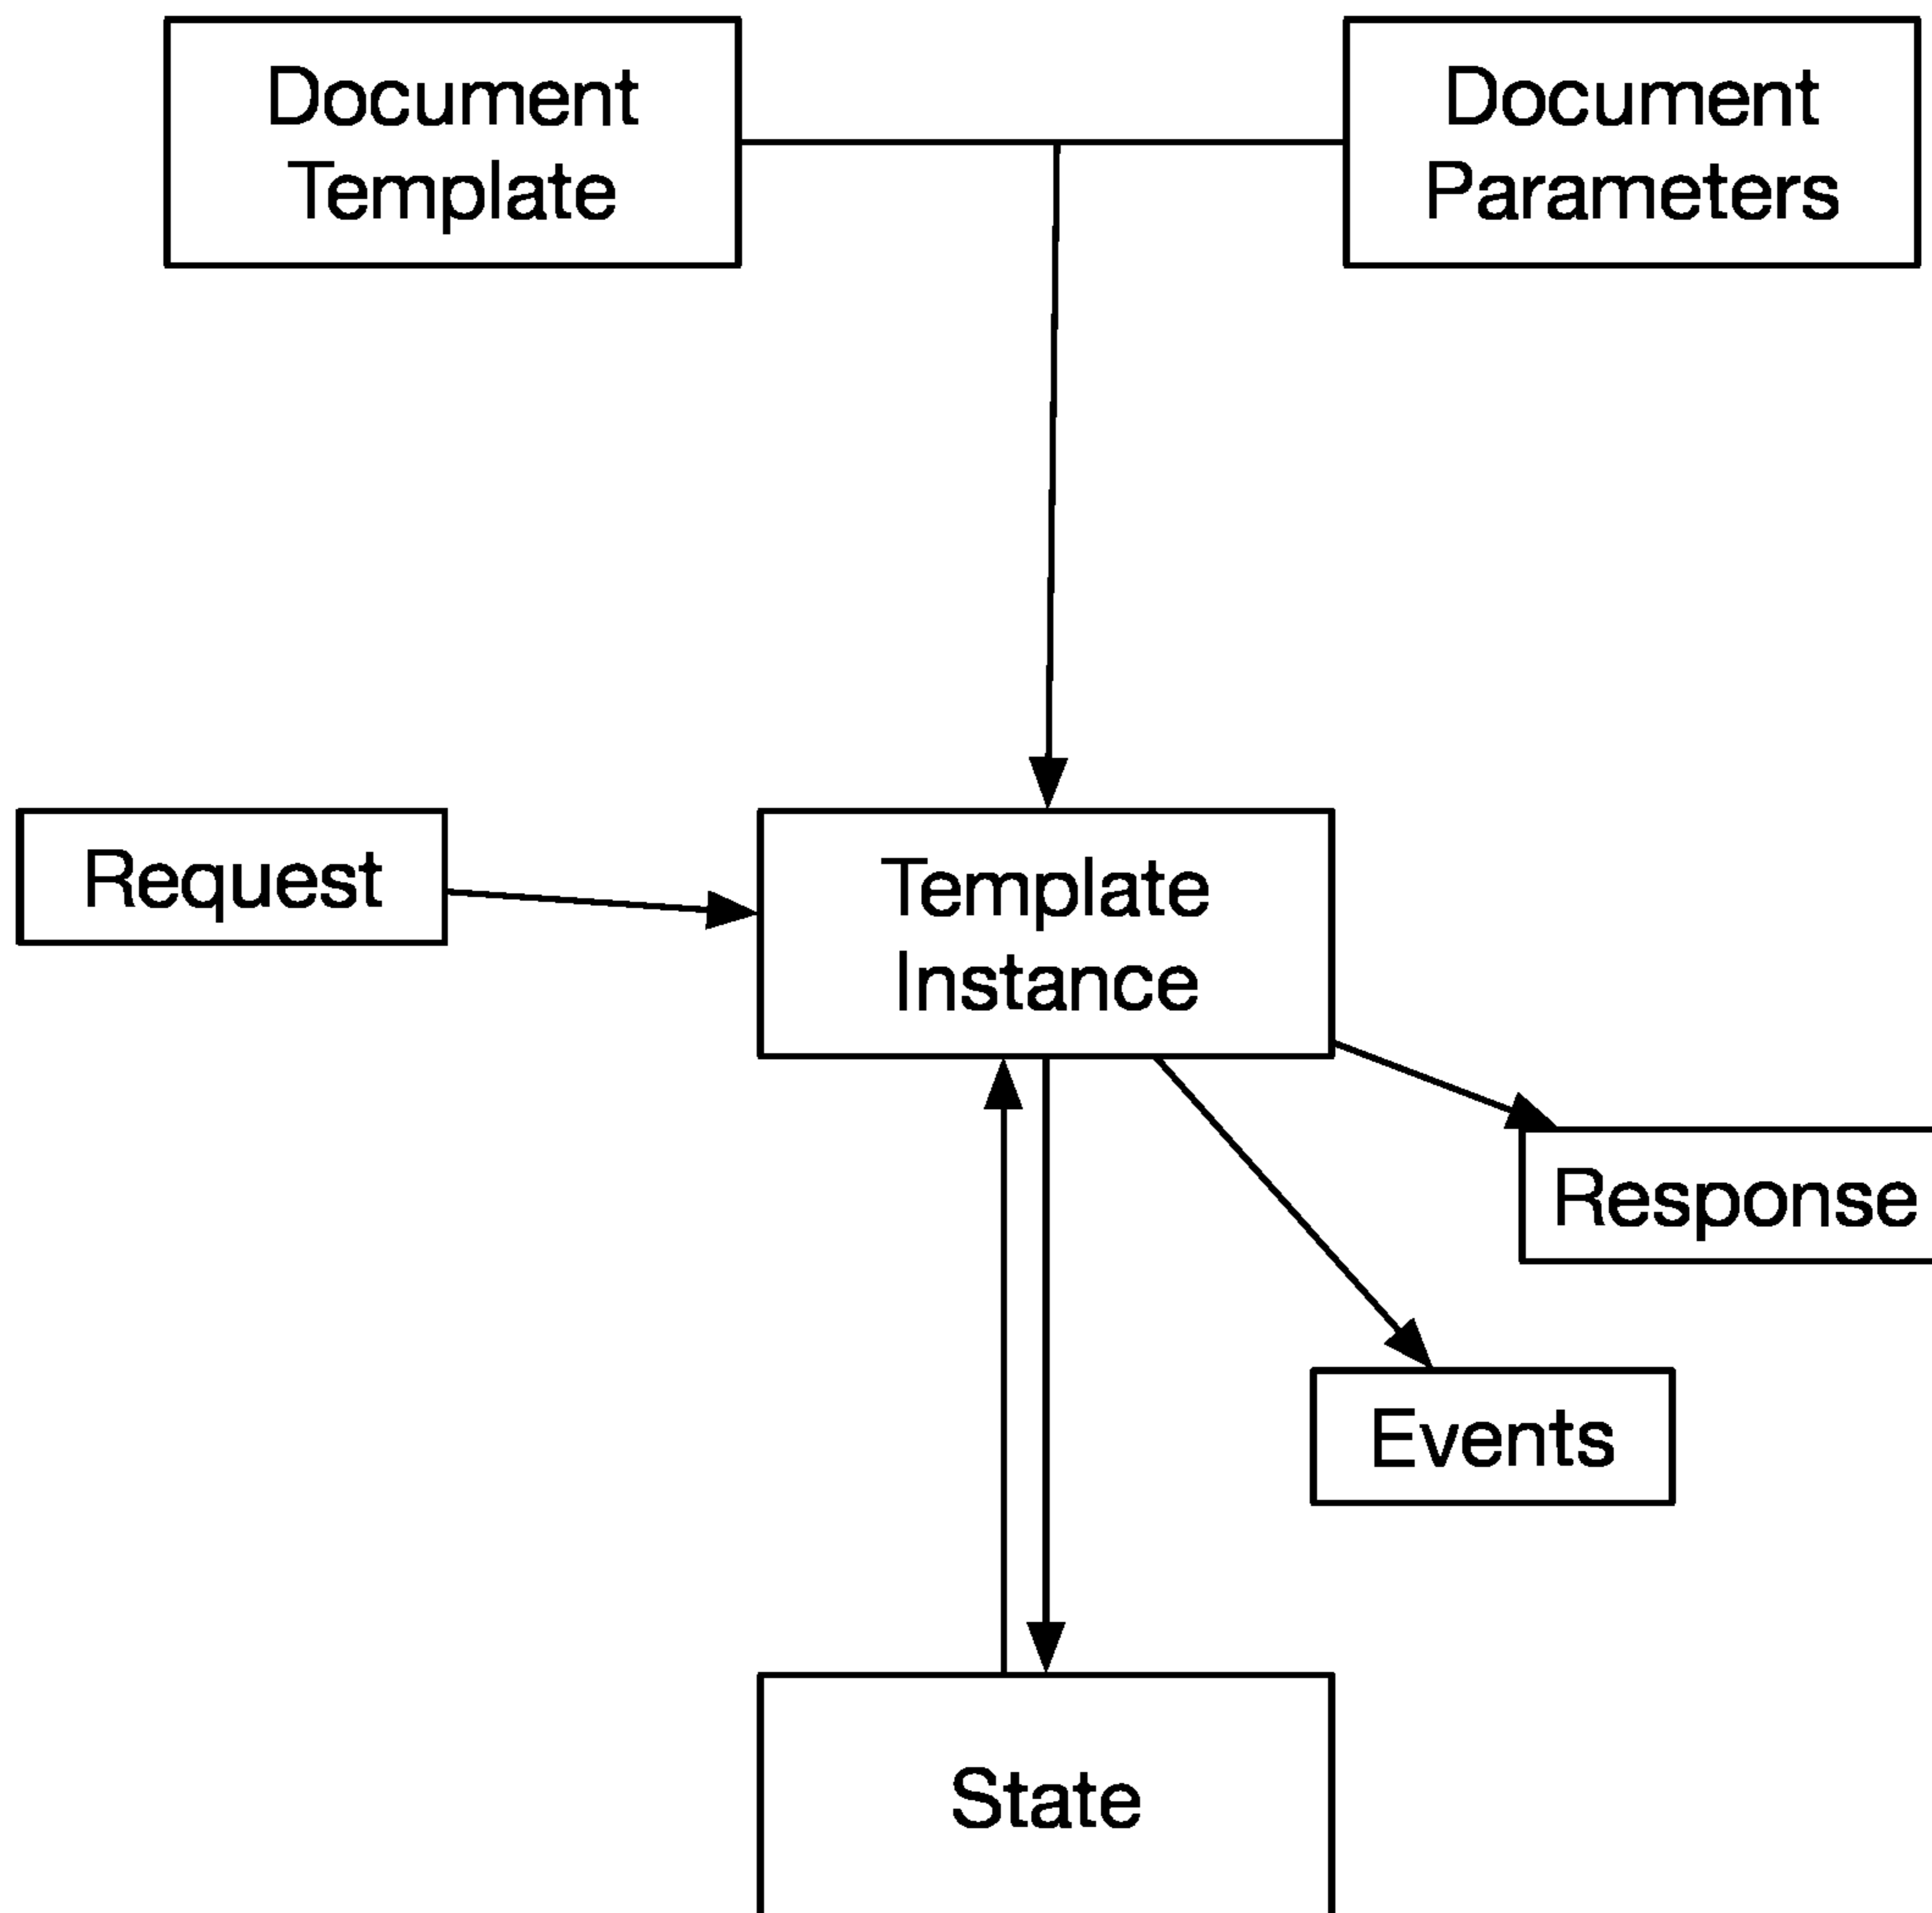 Document
Template
Document
Parameters
Request
Template
Instance
Response
Events
State